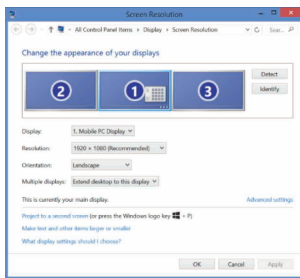 Screen Resolution
All Control Panel Items › Display › Screen Resolution
Change the appearance of your displays
2
1
3
Detect
Identify
Display: 1. Mobile PC Display
Resolution: 1920 × 1080 (Recommended)
Orientation: Landscape
Multiple displays: Extend desktop to this display
This is currently your main display.
Advanced settings
Project to a second screen (or press the Windows logo key + P)
Make text and other items larger or smaller
What display settings should I choose?
OK
Cancel
Apply